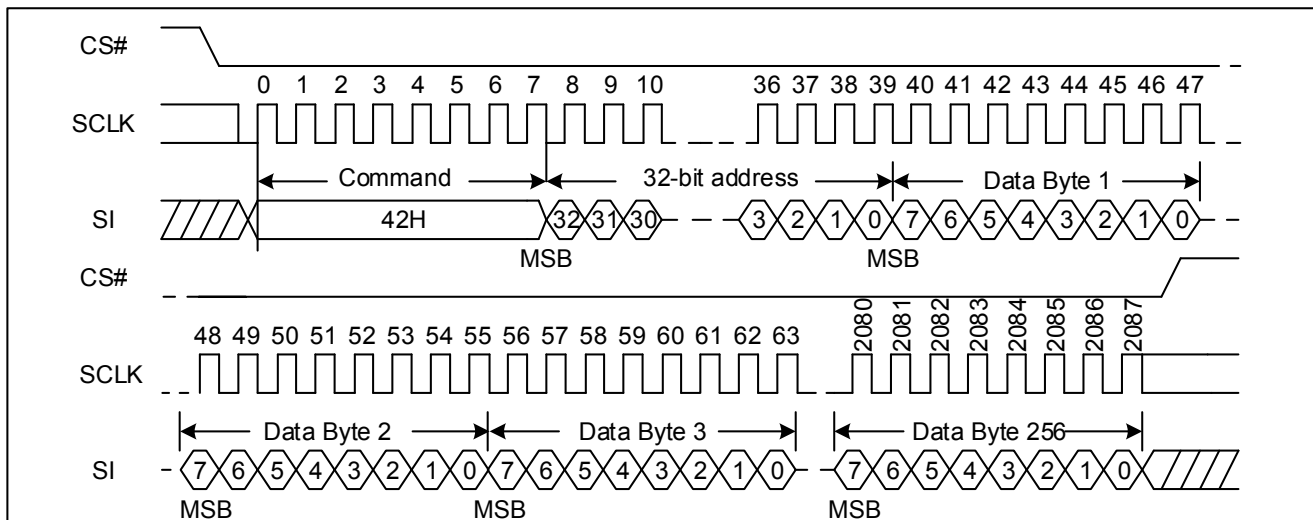 CS#
0 1 2 3 4 5 6 7 8 9 10 36 37 38 39 40 41 42 43 44 45 46 47
SCLK
Command 32-bit address Data Byte 1
SI 42H 32 31 30 3 2 1 0 7 6 5 4 3 2 1 0
MSB MSB
CS#
48 49 50 51 52 53 54 55 56 57 58 59 60 61 62 63 2080 2081 2082 2083 2084 2085 2086 2087
SCLK
Data Byte 2 Data Byte 3 Data Byte 256
SI 7 6 5 4 3 2 1 0 7 6 5 4 3 2 1 0 7 6 5 4 3 2 1 0
MSB MSB MSB